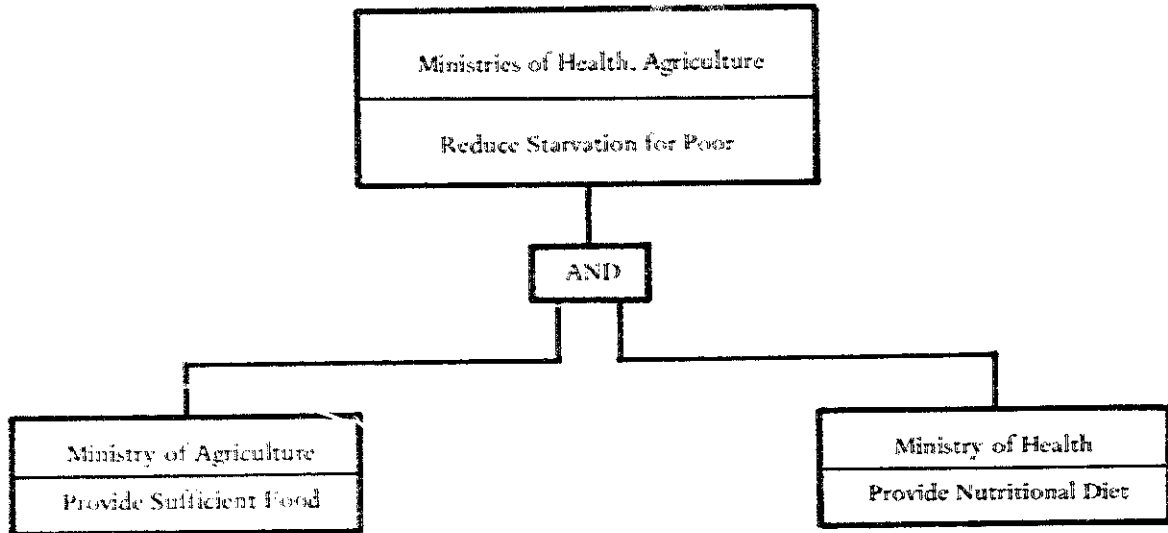 Ministries of Health, Agriculture
Reduce Starvation for Poor
AND
Ministry of Agriculture
Provide Sufficient Food
Ministry of Health
Provide Nutritional Diet